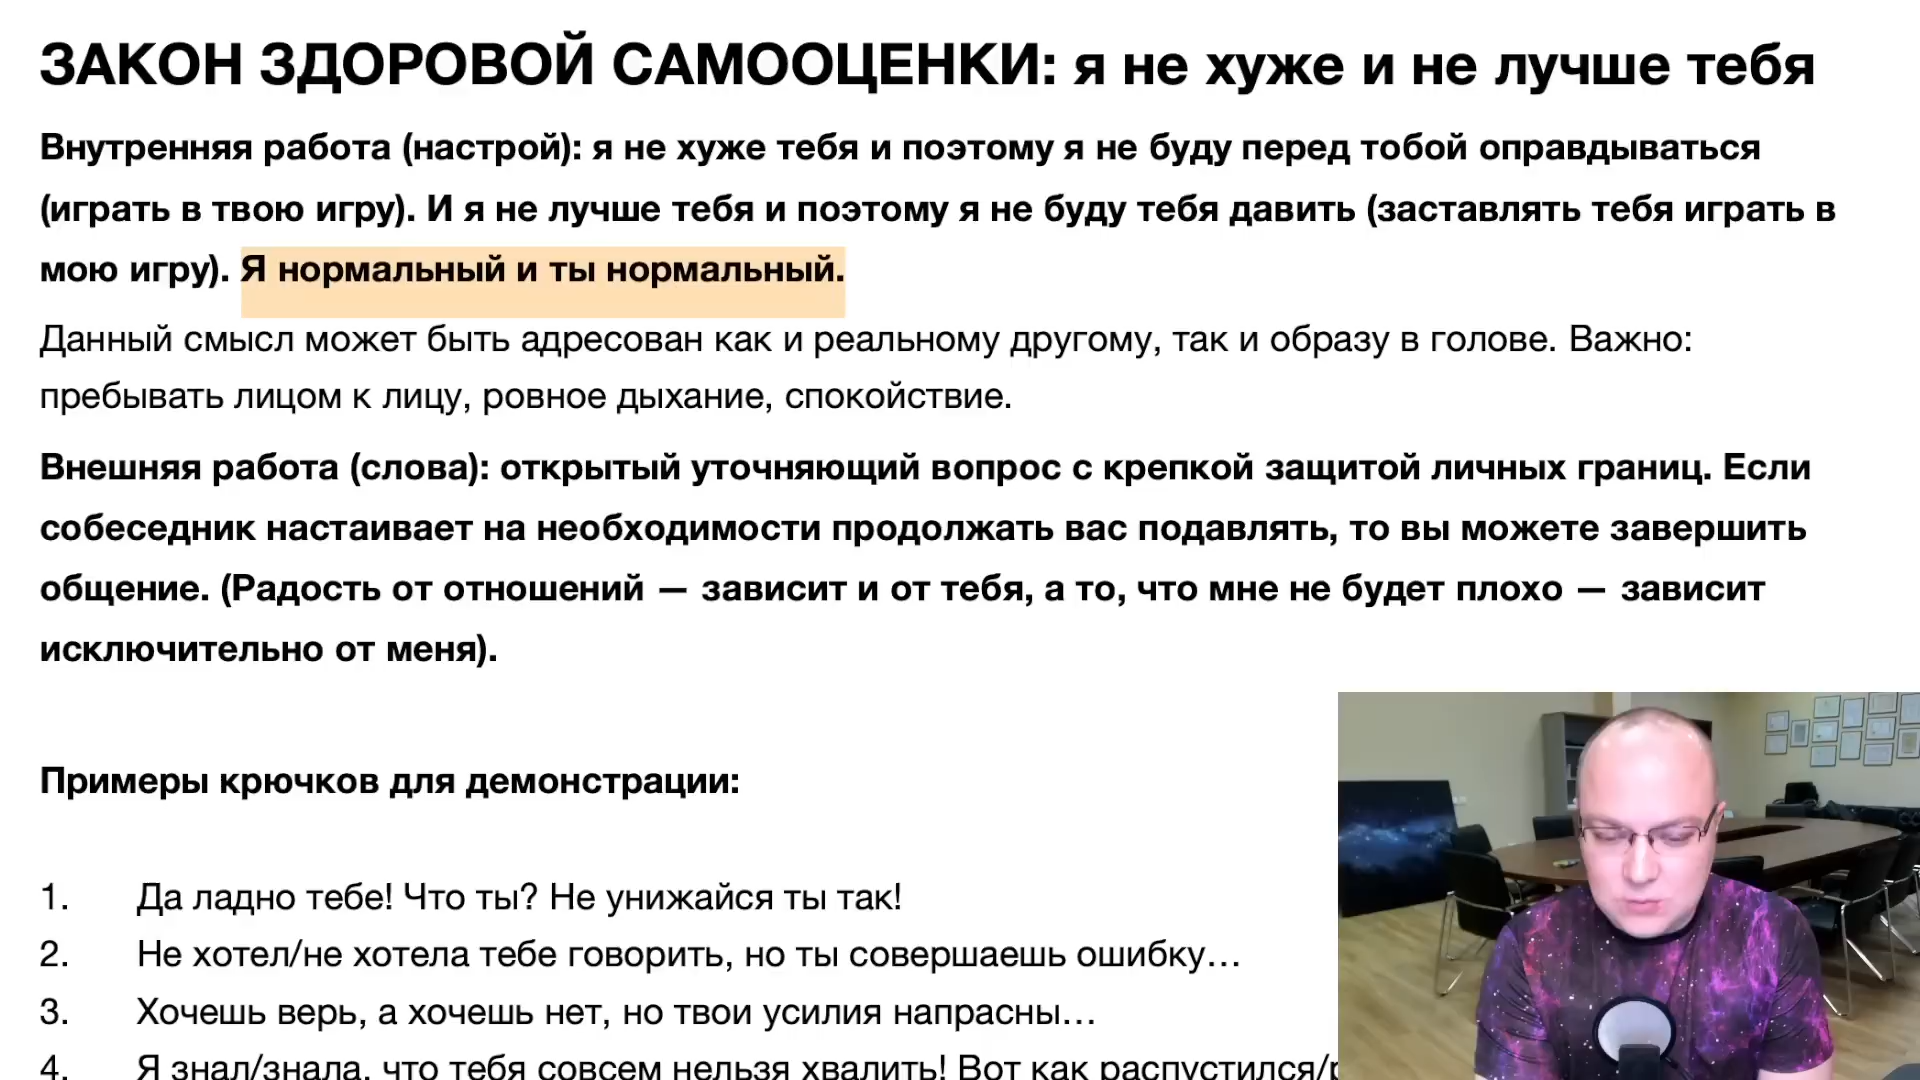 ЗАКОН ЗДОРОВОЙ САМООЦЕНКИ: я не хуже и не лучше тебя
Внутренняя работа (настрой): я не хуже тебя и поэтому я не буду перед тобой оправдываться
(играть в твою игру). И я не лучше тебя и поэтому я не буду тебя давить (заставлять тебя играть в
мою игру). Я нормальный и ты нормальный.
Данный смысл может быть адресован как и реальному другому, так и образу в голове. Важно:
пребывать лицом к лицу, ровное дыхание, спокойствие.
Внешняя работа (слова): открытый уточняющий вопрос с крепкой защитой личных границ. Если
собеседник настаивает на необходимости продолжать вас подавлять, то вы можете завершить
общение. (Радость от отношений — зависит и от тебя, а то, что мне не будет плохо — зависит
исключительно от меня).
Примеры крючков для демонстрации:
1. Да ладно тебе! Что ты? Не унижайся ты так!
2. Не хотел/не хотела тебе говорить, но ты совершаешь ошибку…
3. Хочешь верь, а хочешь нет, но твои усилия напрасны…
4. Я знал/знала, что тебя совсем нельзя хвалить! Вот как распустился/